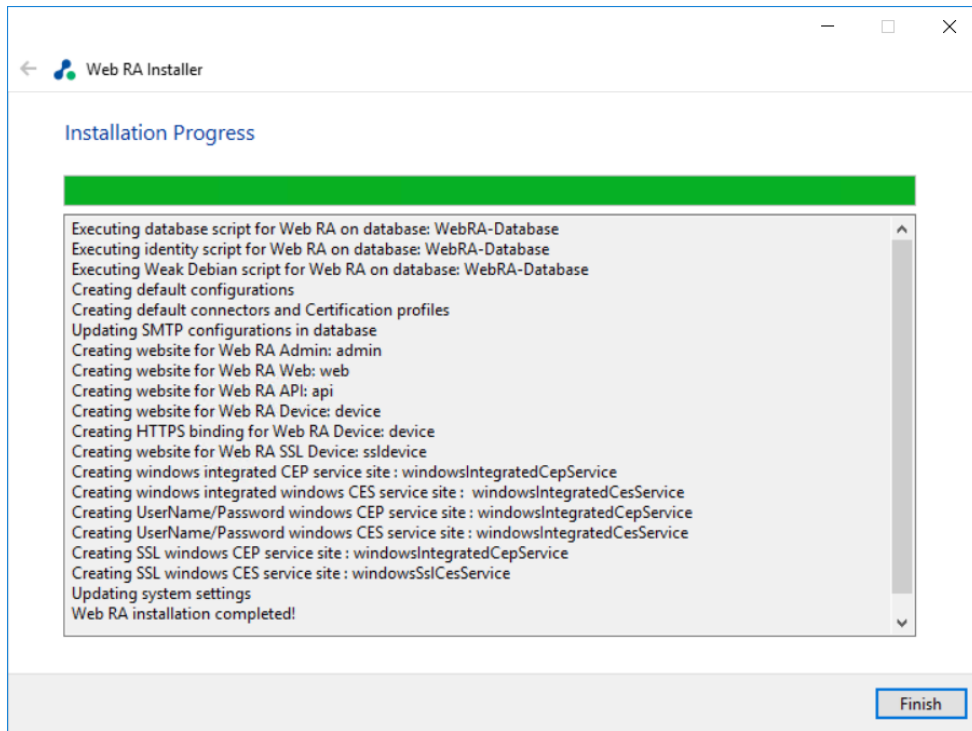 Web RA Installer
Installation Progress
Executing database script for Web RA on database: WebRA-Database
Executing identity script for Web RA on database: WebRA-Database
Executing Weak Debian script for Web RA on database: WebRA-Database
Creating default configurations
Creating default connectors and Certification profiles
Updating SMTP configurations in database
Creating website for Web RA Admin: admin
Creating website for Web RA Web: web
Creating website for Web RA API: api
Creating website for Web RA Device: device
Creating HTTPS binding for Web RA Device: device
Creating website for Web RA SSL Device: ssldevice
Creating windows integrated CEP service site : windowsIntegratedCepService
Creating windows integrated windows CES service site :  windowsIntegratedCesService
Creating UserName/Password windows CEP service site : windowsIntegratedCepService
Creating UserName/Password windows CES service site : windowsIntegratedCesService
Creating SSL windows CEP service site : windowsIntegratedCepService
Creating SSL windows CES service site : windowsSslCesService
Updating system settings
Web RA installation completed!
Finish